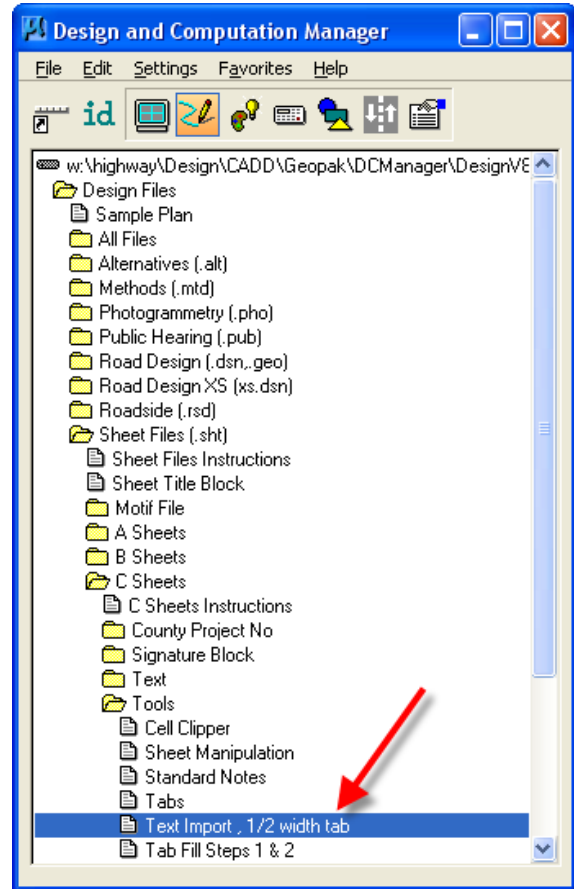 Design and Computation Manager
File Edit Settings Favorites Help
id
w:\highway\Design\CADD\Geopak\DCManager\DesignV8
Design Files
Sample Plan
All Files
Alternatives (.alt)
Methods (.mtd)
Photogrammetry (.pho)
Public Hearing (.pub)
Road Design (.dsn,.geo)
Road Design XS (xs.dsn)
Roadside (.rsd)
Sheet Files (.sht)
Sheet Files Instructions
Sheet Title Block
Motif File
A Sheets
B Sheets
C Sheets
C Sheets Instructions
County Project No
Signature Block
Text
Tools
Cell Clipper
Sheet Manipulation
Standard Notes
Tabs
Text Import , 1/2 width tab
Tab Fill Steps 1 & 2